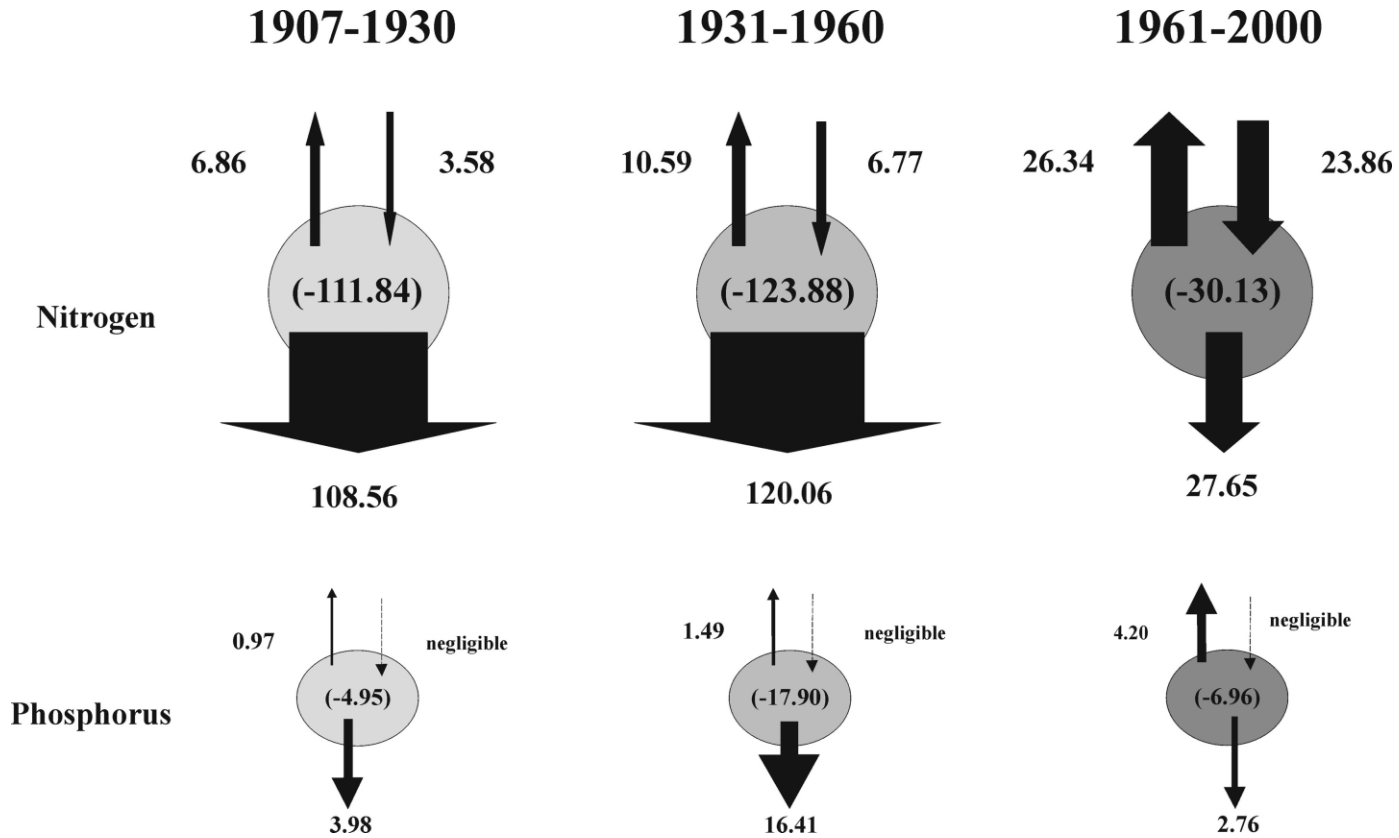 1907-1930 1931-1960 1961-2000
6.86 3.58 10.59 6.77 26.34 23.86
(-111.84) (-123.88) (-30.13)
Nitrogen
108.56 120.06 27.65
0.97 negligible 1.49 negligible 4.20 negligible
(-4.95) (-17.90) (-6.96)
Phosphorus
3.98 16.41 2.76